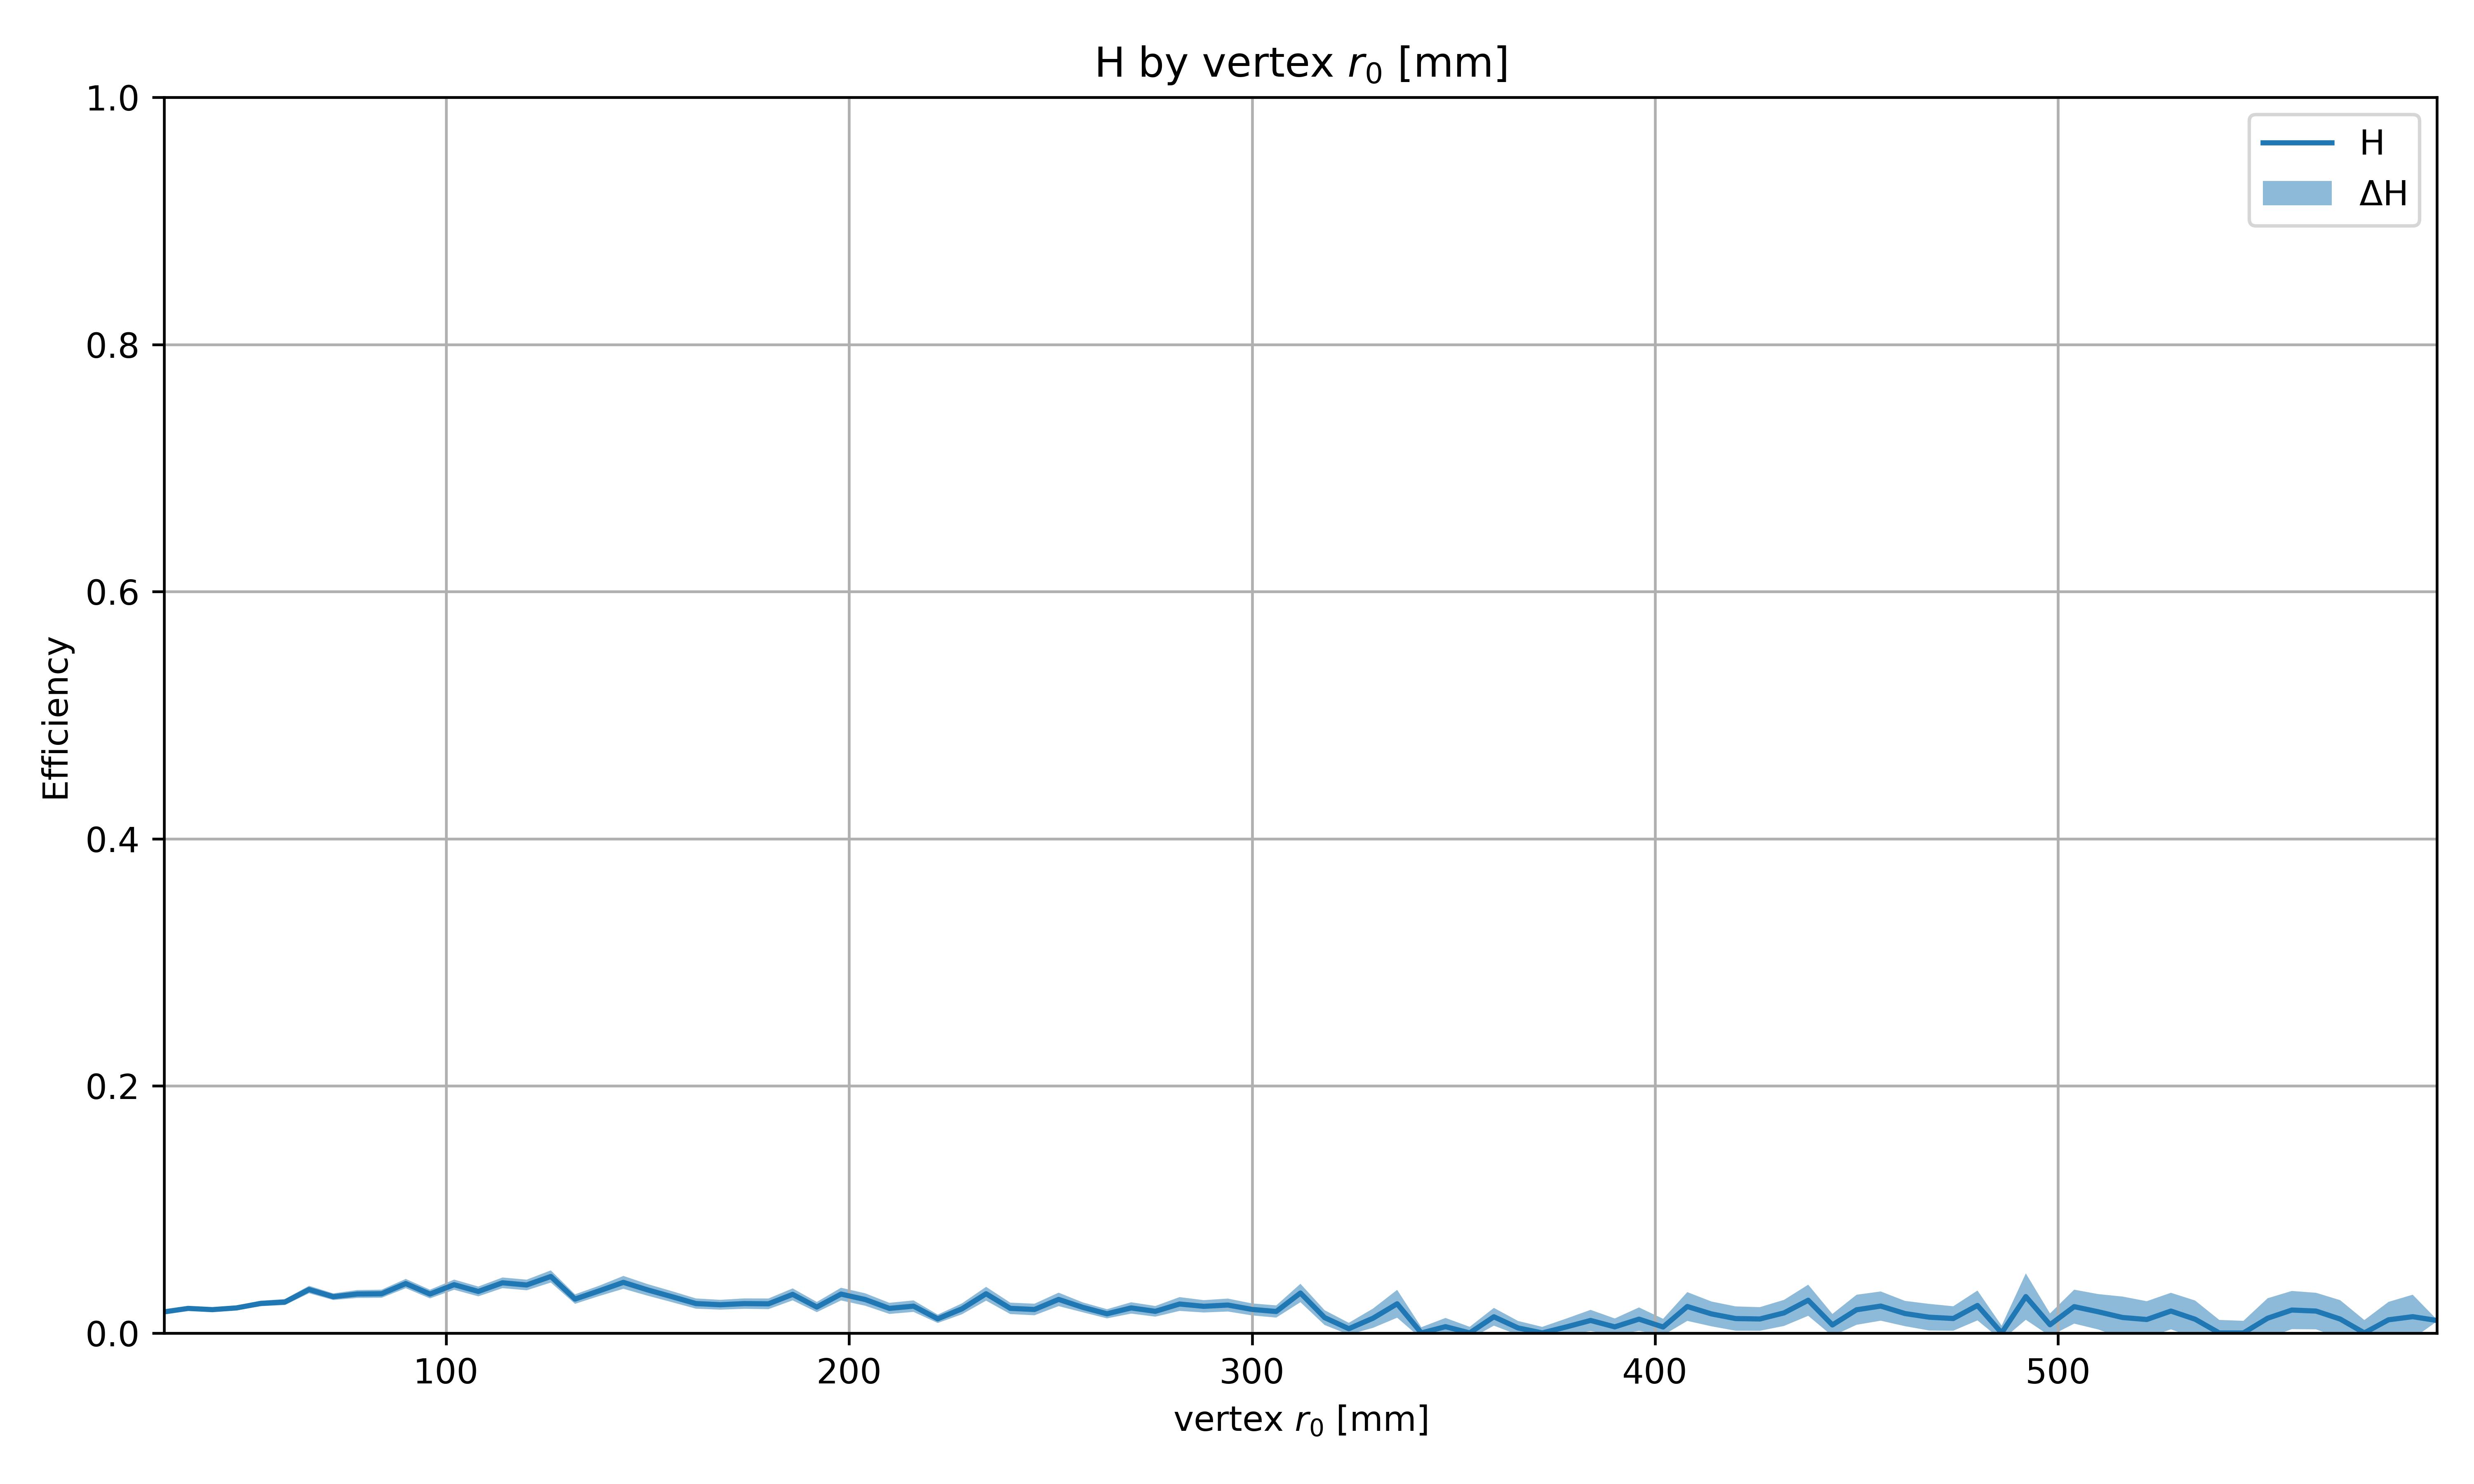 H by vertex r₀ [mm]
1.0
0.8
0.6
0.4
0.2
0.0
Efficiency
H
ΔH
100 200 300 400 500
vertex r₀ [mm]